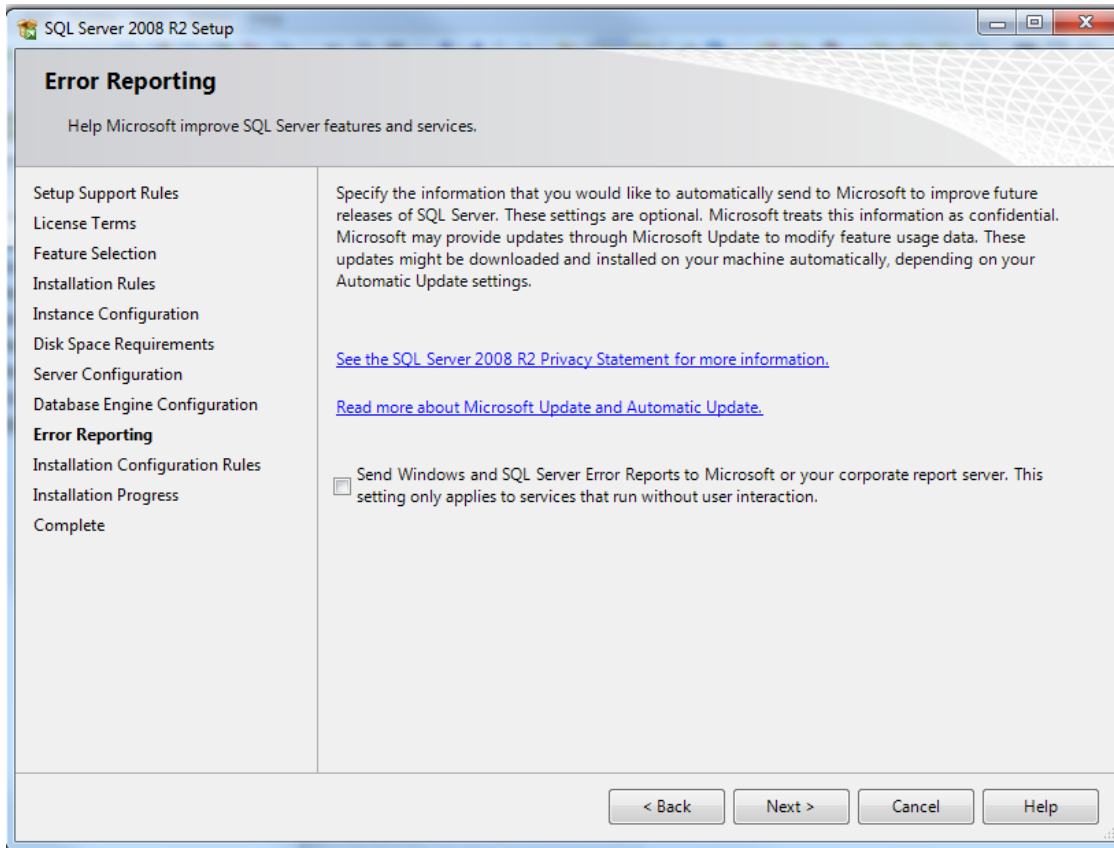 SQL Server 2008 R2 Setup
Error Reporting
Help Microsoft improve SQL Server features and services.
Setup Support Rules
License Terms
Feature Selection
Installation Rules
Instance Configuration
Disk Space Requirements
Server Configuration
Database Engine Configuration
Error Reporting
Installation Configuration Rules
Installation Progress
Complete
Specify the information that you would like to automatically send to Microsoft to improve future
releases of SQL Server. These settings are optional. Microsoft treats this information as confidential.
Microsoft may provide updates through Microsoft Update to modify feature usage data. These
updates might be downloaded and installed on your machine automatically, depending on your
Automatic Update settings.
See the SQL Server 2008 R2 Privacy Statement for more information.
Read more about Microsoft Update and Automatic Update.
Send Windows and SQL Server Error Reports to Microsoft or your corporate report server. This
setting only applies to services that run without user interaction.
< Back
Next >
Cancel
Help